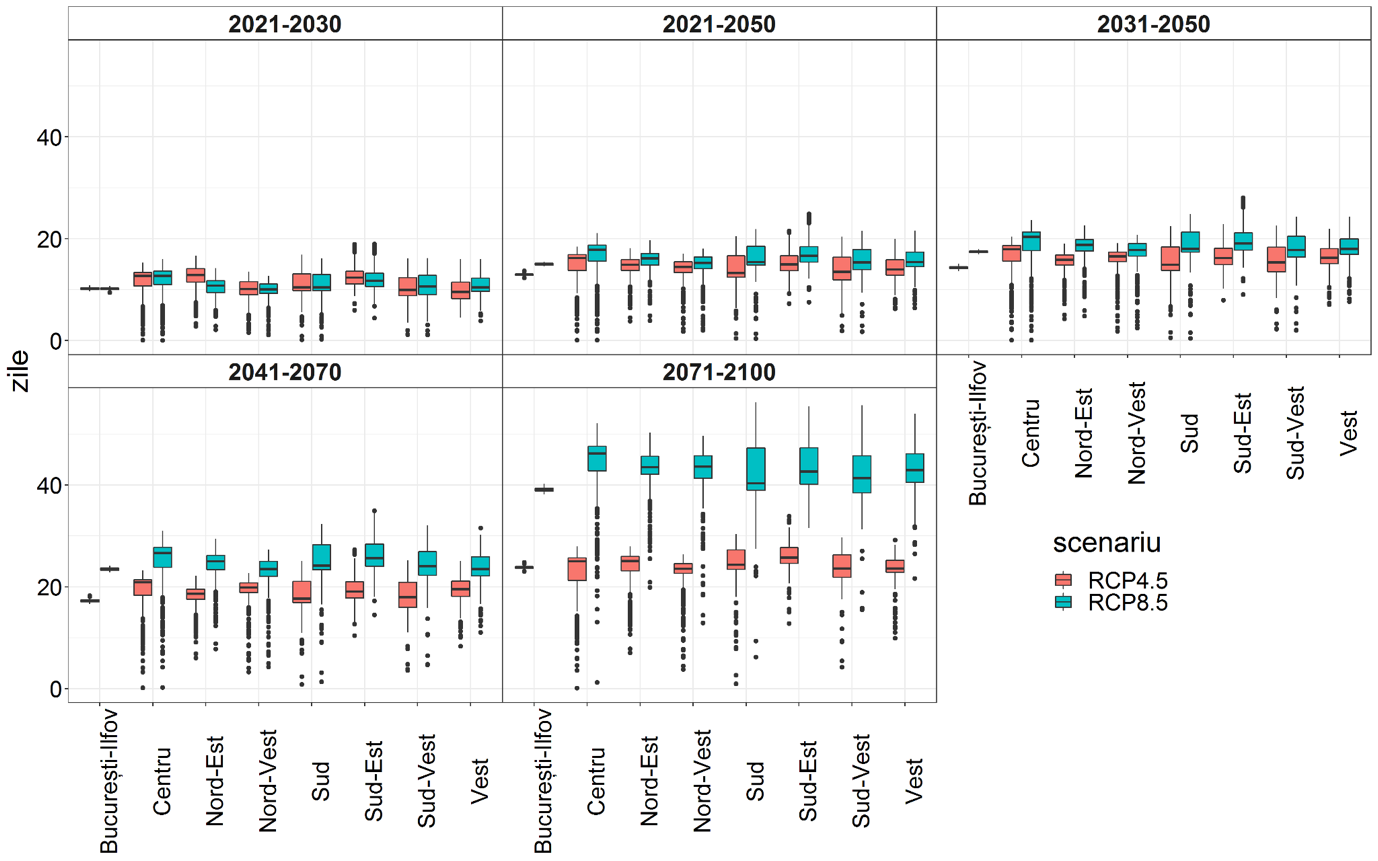 2021-2030
2021-2050
2031-2050
40
20
0
zile
București-Ilfov
Centru
Nord-Est
Nord-Vest
Sud
Sud-Est
Sud-Vest
Vest
2041-2070
2071-2100
40
20
0
București-Ilfov
Centru
Nord-Est
Nord-Vest
Sud
Sud-Est
Sud-Vest
Vest
București-Ilfov
Centru
Nord-Est
Nord-Vest
Sud
Sud-Est
Sud-Vest
Vest
scenariu
RCP4.5
RCP8.5